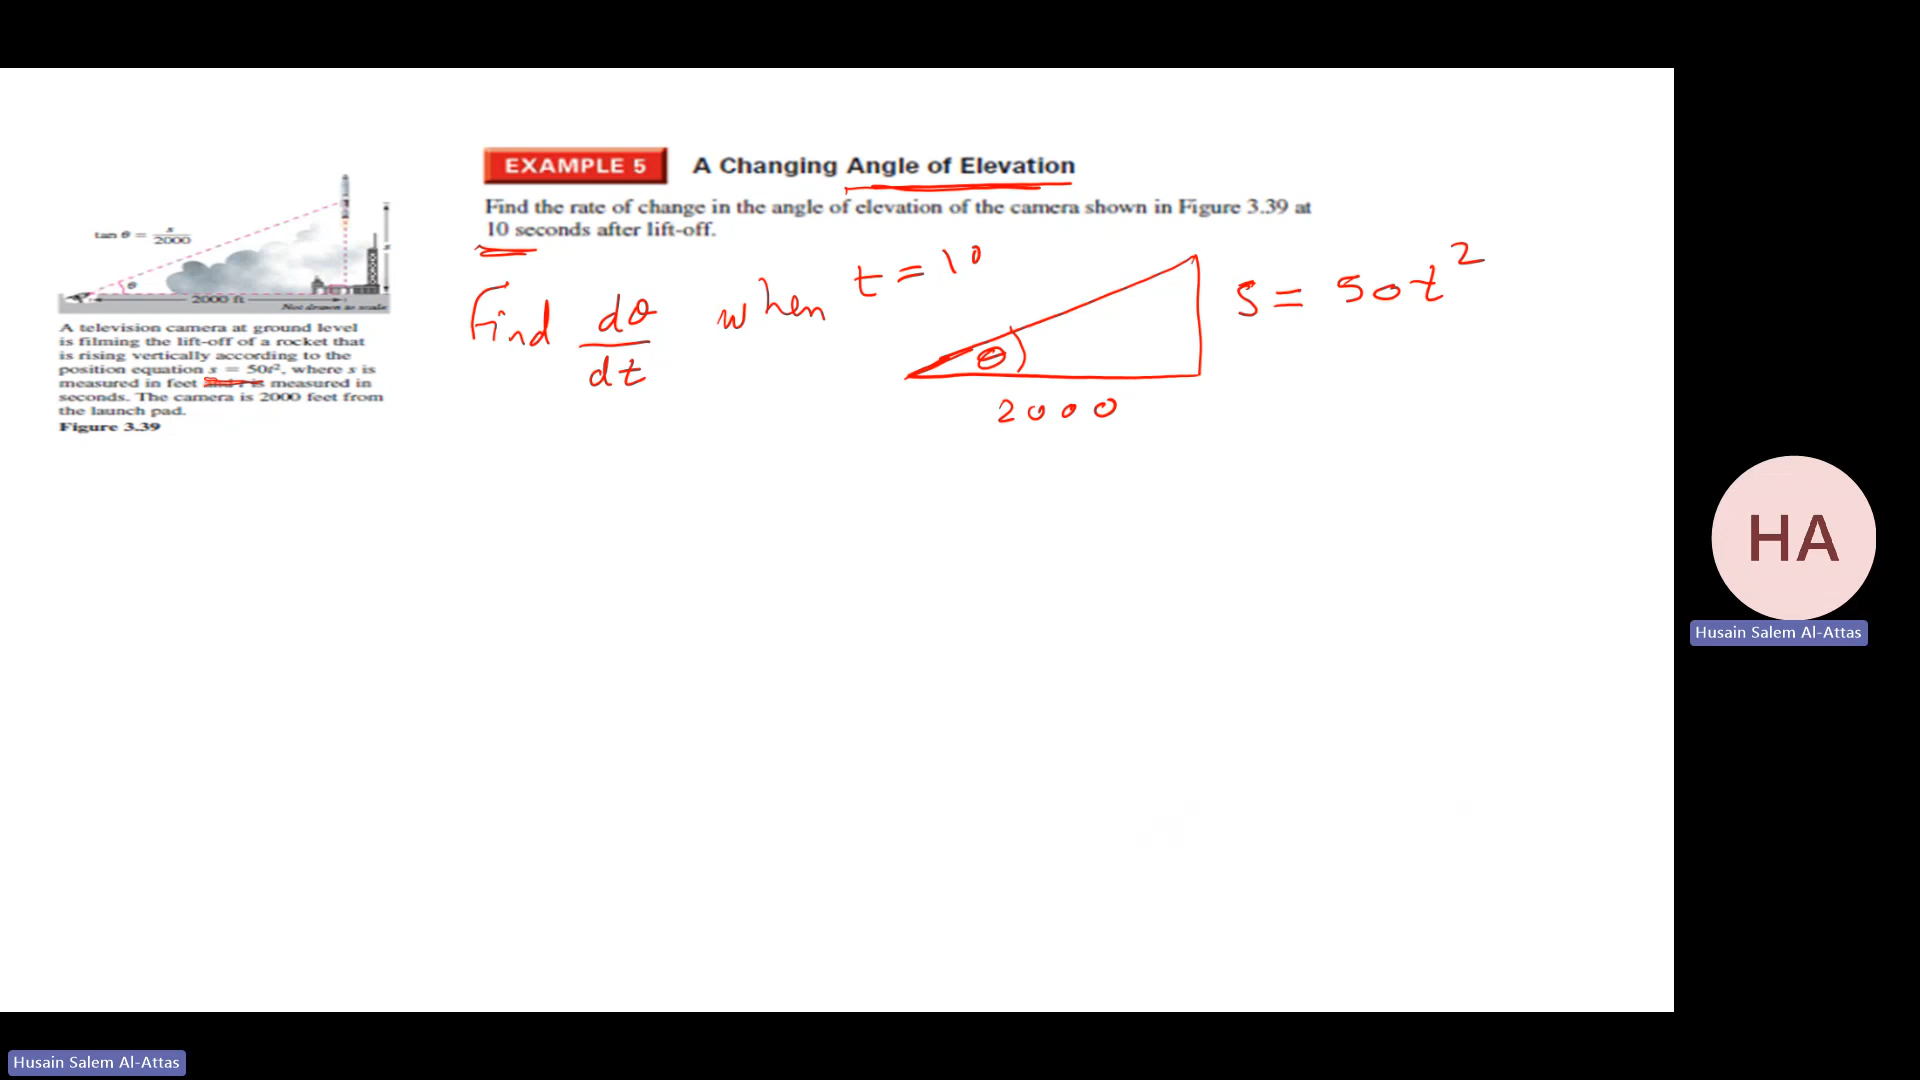 EXAMPLE 5 A Changing Angle of Elevation
Find the rate of change in the angle of elevation of the camera shown in Figure 3.39 at
10 seconds after lift-off.
tan θ = s/2000
s
θ
2000 ft
Not drawn to scale
A television camera at ground level
is filming the lift-off of a rocket that
is rising vertically according to the
position equation s = 50t², where s is
measured in feet and t is measured in
seconds. The camera is 2000 feet from
the launch pad.
Figure 3.39
Find dθ/dt when t = 10
θ
2000
S = 50t²
HA
Husain Salem Al-Attas
Husain Salem Al-Attas